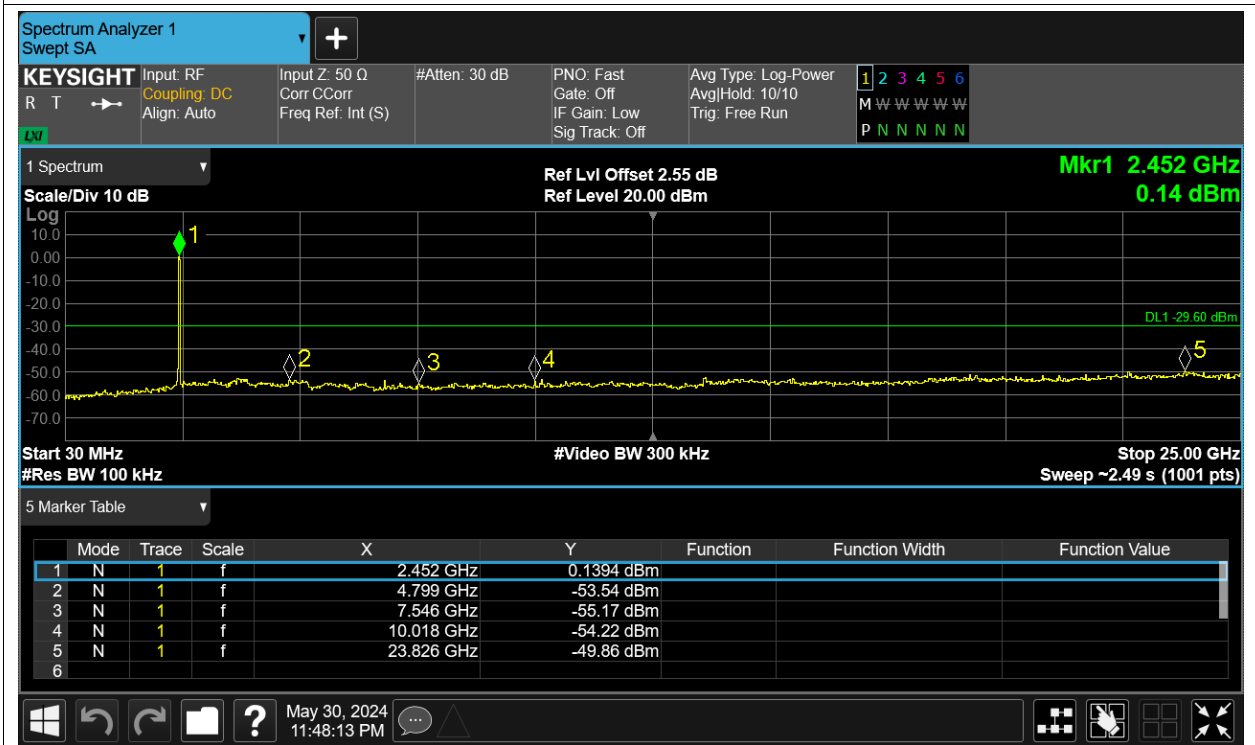 Spectrum Analyzer 1
Swept SA
KEYSIGHT Input: RF Input Z: 50 Ω #Atten: 30 dB PNO: Fast Avg Type: Log-Power 1 2 3 4 5 6
R T Coupling: DC Corr CCorr Gate: Off Avg|Hold: 10/10 M W W W W W W
Align: Auto Freq Ref: Int (S) IF Gain: Low Trig: Free Run
LXI Sig Track: Off P N N N N N N
1 Spectrum Ref Lvl Offset 2.55 dB Mkr1 2.452 GHz
Scale/Div 10 dB Ref Level 20.00 dBm 0.14 dBm
Log
10.0 1
0.00
-10.0
-20.0
DL1 -29.60 dBm
-30.0
-40.0 2 3 4 5
-50.0
-60.0
-70.0
Start 30 MHz #Video BW 300 kHz Stop 25.00 GHz
#Res BW 100 kHz Sweep ~2.49 s (1001 pts)
5 Marker Table
Mode Trace Scale X Y Function Function Width Function Value
1 N 1 f 2.452 GHz 0.1394 dBm
2 N 1 f 4.799 GHz -53.54 dBm
3 N 1 f 7.546 GHz -55.17 dBm
4 N 1 f 10.018 GHz -54.22 dBm
5 N 1 f 23.826 GHz -49.86 dBm
6
? May 30, 2024
11:48:13 PM